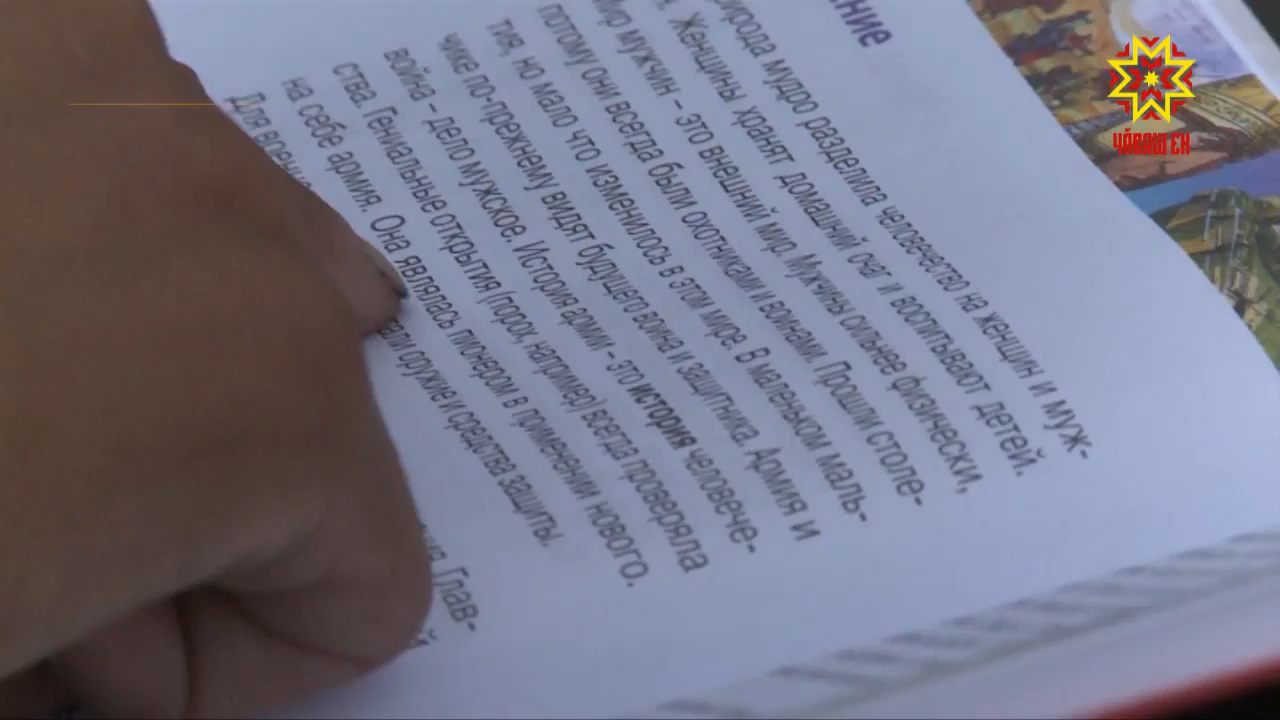 ЧӐВАШ ЕН
ение
природа мудро разделила человечество на женщин и муж-
Женщины хранят домашний очаг и воспитывают детей.
Мир мужчин – это внешний мир. Мужчины сильнее физически,
потому они всегда были охотниками и воинами. Прошли столе-
тия, но мало что изменилось в этом мире. В маленьком маль-
чике по-прежнему видят будущего воина и защитника. Армия и
война – дело мужское. История армии – это история человече-
ства. Гениальные открытия (порох, например) всегда проверяла
на себе армия. Она являлась пионером в применении нового.
Для оружие и средства защиты.
Глав-